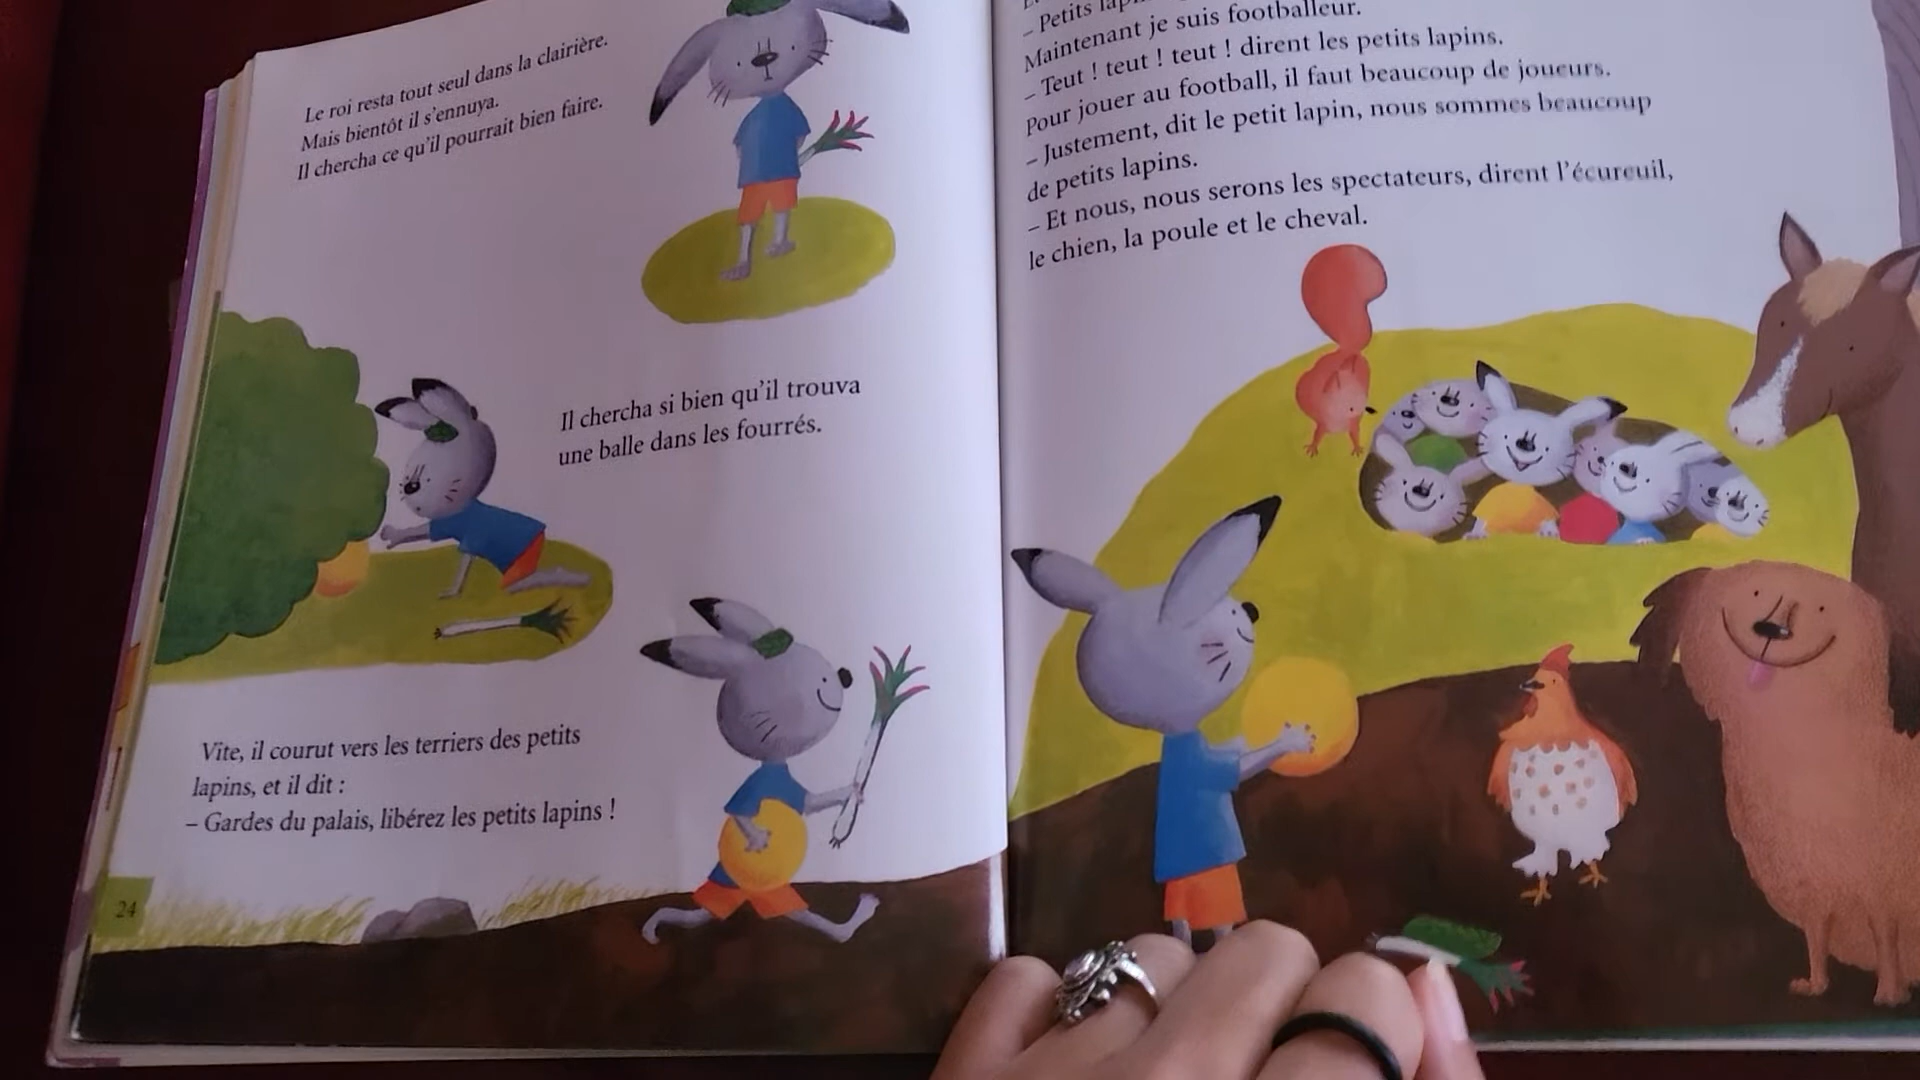 Le roi resta tout seul dans la clairière.
Mais bientôt il s'ennuya.
Il chercha ce qu'il pourrait bien faire.
Il chercha si bien qu'il trouva
une balle dans les fourrés.
Vite, il courut vers les terriers des petits
lapins, et il dit :
– Gardes du palais, libérez les petits lapins !
24
– Petits
Maintenant je suis footballeur.
– Teut ! teut ! teut ! dirent les petits lapins.
Pour jouer au football, il faut beaucoup de joueurs.
– Justement, dit le petit lapin, nous sommes beaucoup
de petits lapins.
– Et nous, nous serons les spectateurs, dirent l'écureuil,
le chien, la poule et le cheval.